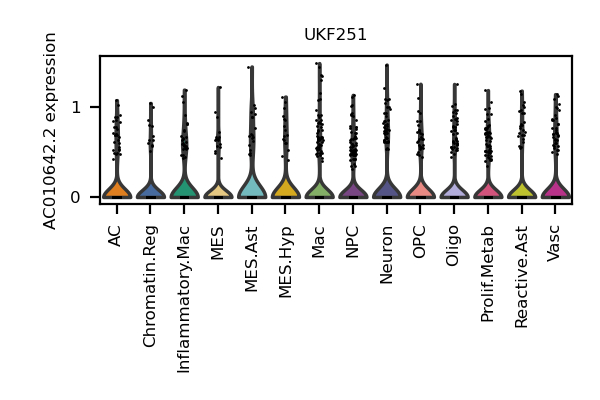 UKF251
AC010642.2 expression
1
0
AC
Chromatin.Reg
Inflammatory.Mac
MES
MES.Ast
MES.Hyp
Mac
NPC
Neuron
OPC
Oligo
Prolif.Metab
Reactive.Ast
Vasc